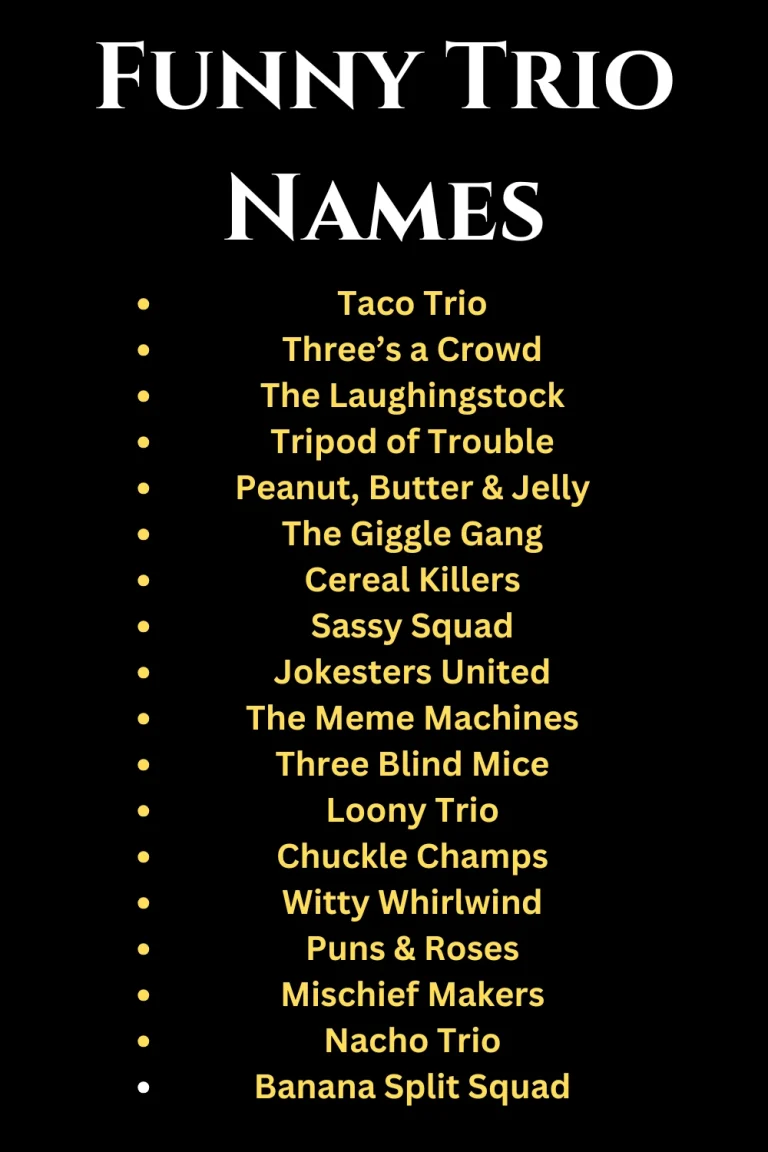 Funny Trio
Names
• Taco Trio
• Three’s a Crowd
• The Laughingstock
• Tripod of Trouble
• Peanut, Butter & Jelly
• The Giggle Gang
• Cereal Killers
• Sassy Squad
• Jokesters United
• The Meme Machines
• Three Blind Mice
• Loony Trio
• Chuckle Champs
• Witty Whirlwind
• Puns & Roses
• Mischief Makers
• Nacho Trio
• Banana Split Squad